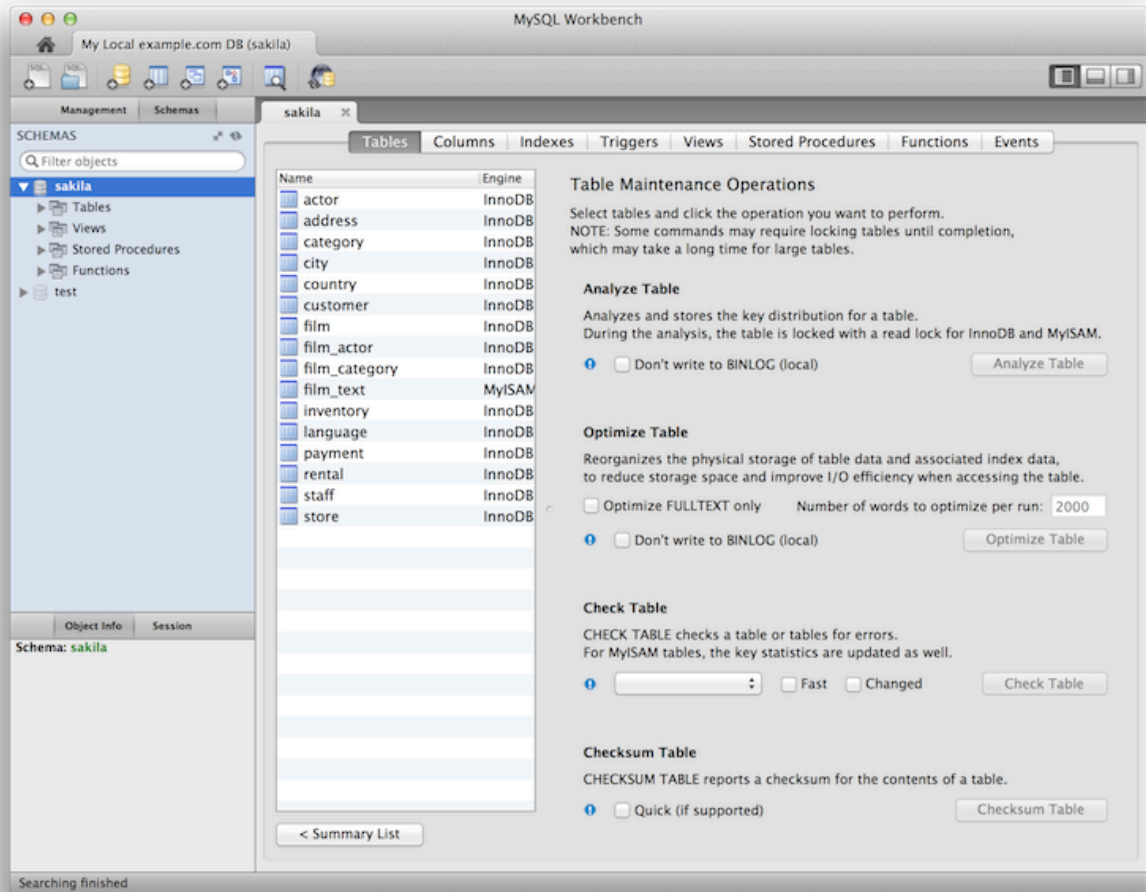 MySQL Workbench
My Local example.com DB (sakila)
Management Schemas
SCHEMAS
Filter objects
sakila
Tables
Views
Stored Procedures
Functions
test
Object Info Session
Schema: sakila
sakila
Tables Columns Indexes Triggers Views Stored Procedures Functions Events
Name Engine
actor InnoDB
address InnoDB
category InnoDB
city InnoDB
country InnoDB
customer InnoDB
film InnoDB
film_actor InnoDB
film_category InnoDB
film_text MyISAM
inventory InnoDB
language InnoDB
payment InnoDB
rental InnoDB
staff InnoDB
store InnoDB
< Summary List
Table Maintenance Operations
Select tables and click the operation you want to perform.
NOTE: Some commands may require locking tables until completion,
which may take a long time for large tables.
Analyze Table
Analyzes and stores the key distribution for a table.
During the analysis, the table is locked with a read lock for InnoDB and MyISAM.
Don't write to BINLOG (local) Analyze Table
Optimize Table
Reorganizes the physical storage of table data and associated index data,
to reduce storage space and improve I/O efficiency when accessing the table.
Optimize FULLTEXT only Number of words to optimize per run: 2000
Don't write to BINLOG (local) Optimize Table
Check Table
CHECK TABLE checks a table or tables for errors.
For MyISAM tables, the key statistics are updated as well.
Fast Changed Check Table
Checksum Table
CHECKSUM TABLE reports a checksum for the contents of a table.
Quick (if supported) Checksum Table
Searching finished